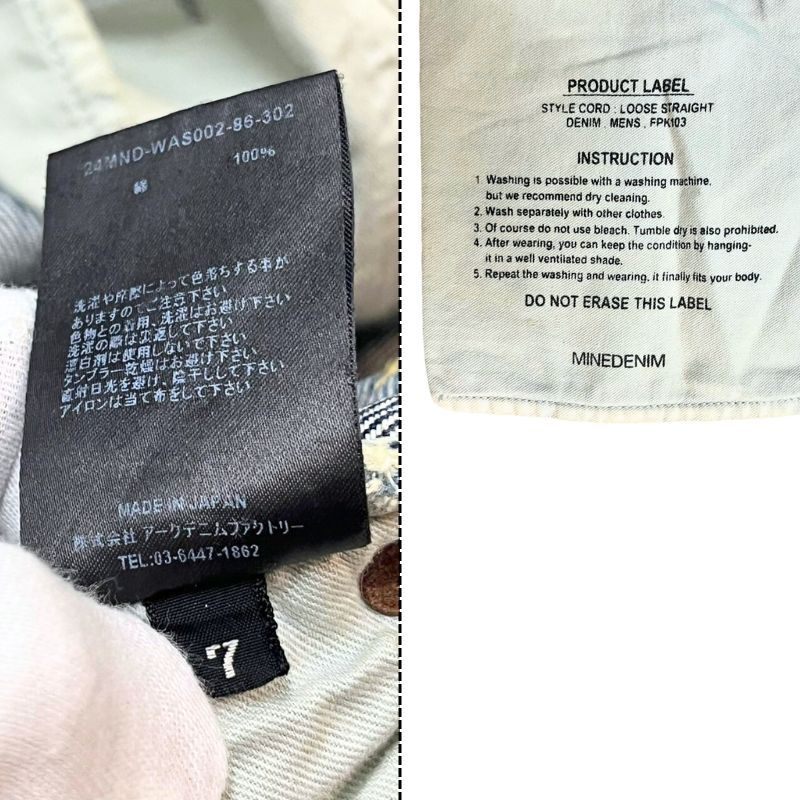 24MND-WAS002-86-302
綿 100%
洗濯や摩擦によって色落ちする事が
ありますのでご注意下さい
色物との着用、洗濯はお避け下さい
洗濯の際は裏返して下さい
漂白剤は使用しないで下さい
タンブラー乾燥はお避け下さい
直射日光を避け、陰干しして下さい
アイロンは当て布をして下さい
MADE IN JAPAN
株式会社 アークデニムファクトリー
TEL:03-6447-1862
7
PRODUCT LABEL
STYLE CORD : LOOSE STRAIGHT
DENIM . MENS . FPK103
INSTRUCTION
1. Washing is possible with a washing machine.
but we recommend dry cleaning.
2. Wash separately with other clothes.
3. Of course do not use bleach. Tumble dry is also prohibited.
4. After wearing, you can keep the condition by hanging-
it in a well ventilated shade.
5. Repeat the washing and wearing, it finally fits your body.
DO NOT ERASE THIS LABEL
MINEDENIM